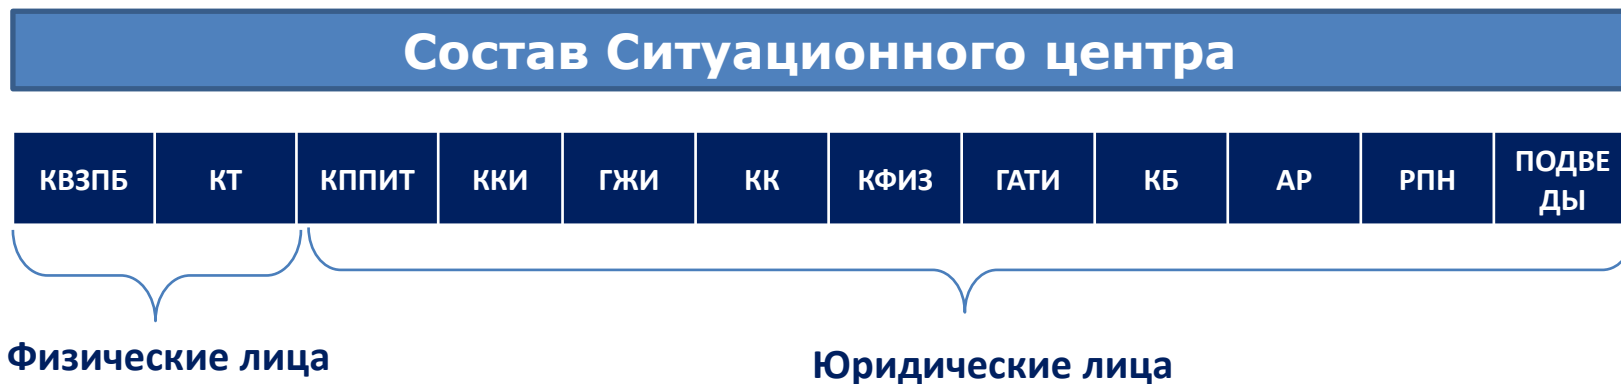 Состав Ситуационного центра
КВЗПБ КТ КППИТ ККИ ГЖИ КК КФИЗ ГАТИ КБ АР РПН ПОДВЕ
ДЫ
Физические лица Юридические лица